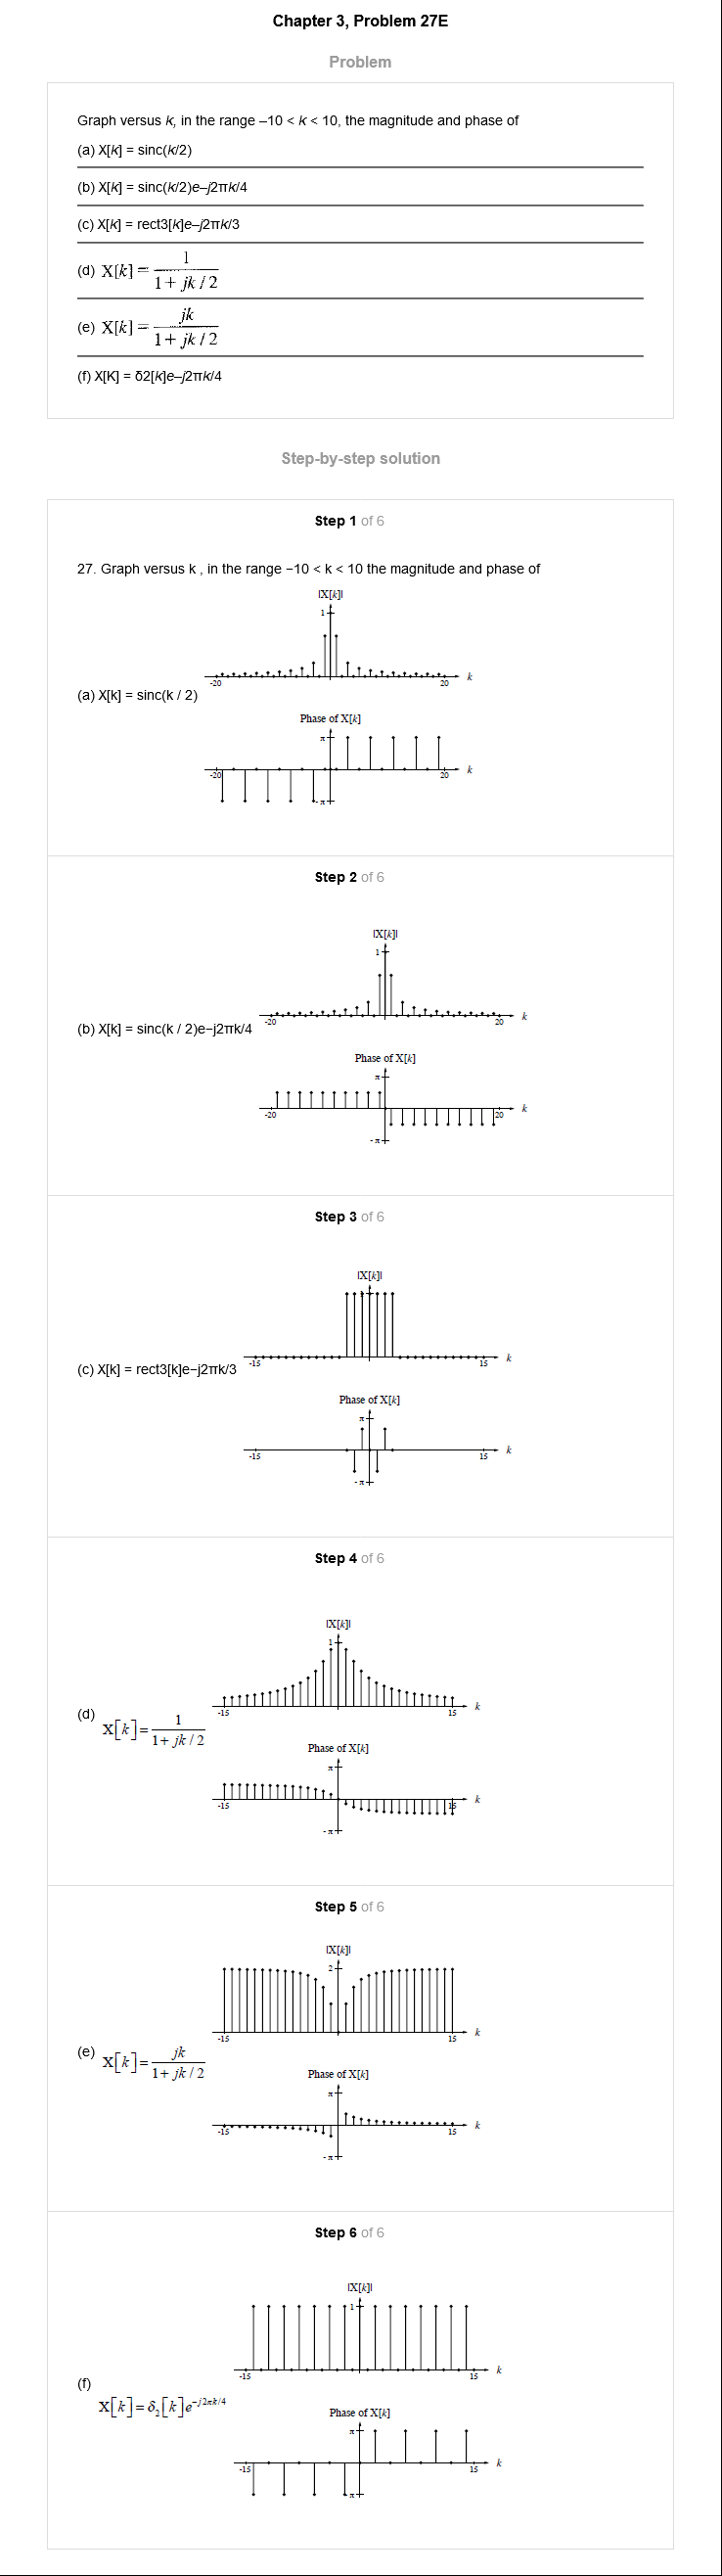 Chapter 3, Problem 27E
Problem
Graph versus k, in the range –10 < k < 10, the magnitude and phase of
(a) X[k] = sinc(k/2)
(b) X[k] = sinc(k/2)e–j2πk/4
(c) X[k] = rect3[k]e–j2πk/3
(d) X[k] = 1 / (1 + jk / 2)
(e) X[k] = jk / (1 + jk / 2)
(f) X[K] = δ2[k]e–j2πk/4
Step-by-step solution
Step 1 of 6
27. Graph versus k , in the range −10 < k < 10 the magnitude and phase of
|X[k]|
1
-20 20 k
(a) X[k] = sinc(k / 2)
Phase of X[k]
π
-20 20 k
-π
Step 2 of 6
|X[k]|
1
-20 20 k
(b) X[k] = sinc(k / 2)e−j2πk/4
Phase of X[k]
π
-20 20 k
-π
Step 3 of 6
|X[k]|
1
-15 15 k
(c) X[k] = rect3[k]e−j2πk/3
Phase of X[k]
π
-15 15 k
-π
Step 4 of 6
|X[k]|
1
-15 15 k
(d) X[k] = 1 / (1 + jk / 2)
Phase of X[k]
π
-15 15 k
-π
Step 5 of 6
|X[k]|
2
-15 15 k
(e) X[k] = jk / (1 + jk / 2)
Phase of X[k]
π
-15 15 k
-π
Step 6 of 6
|X[k]|
1
-15 15 k
(f)
X[k] = δ₂[k]e^−j2πk/4
Phase of X[k]
π
-15 15 k
-π